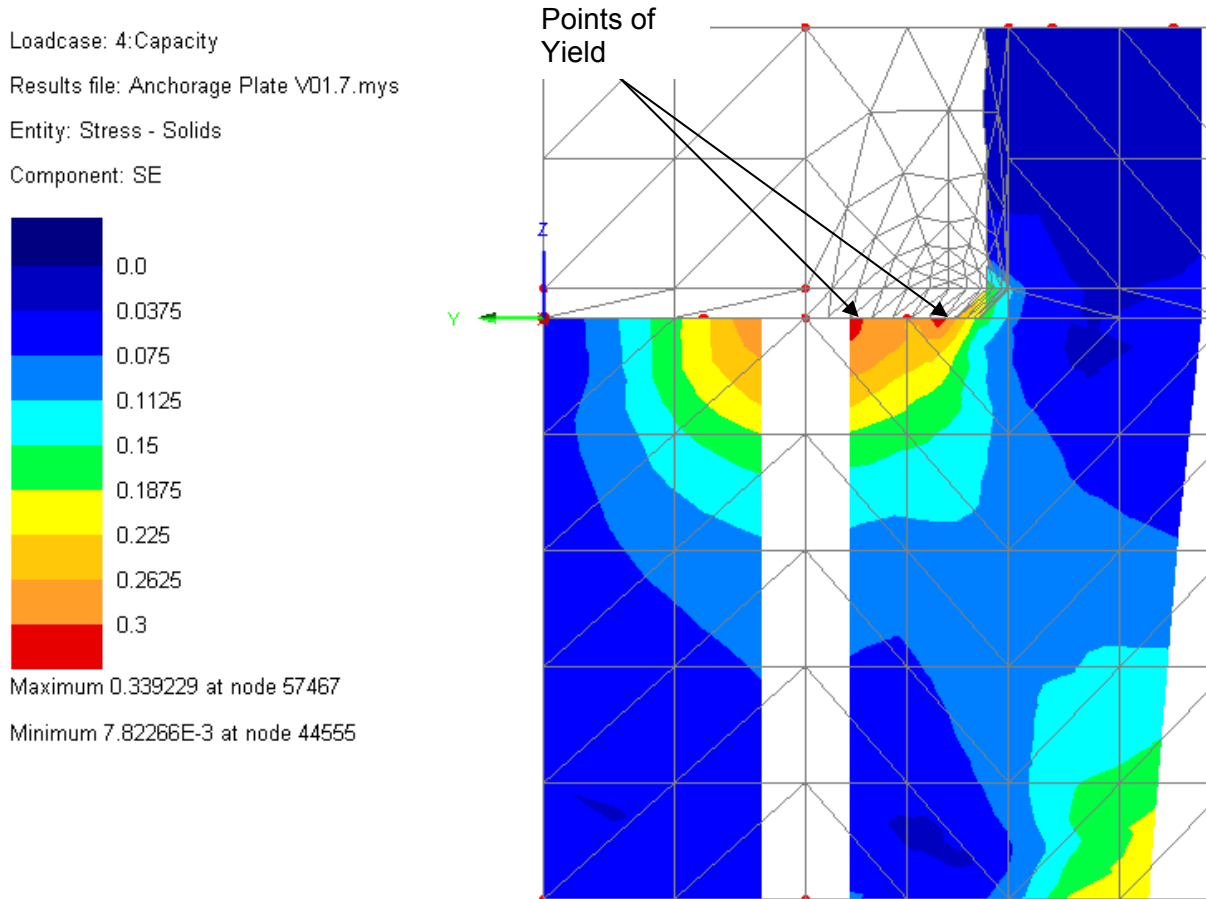 Points of
Yield
Loadcase: 4:Capacity
Results file: Anchorage Plate V01.7.mys
Entity: Stress - Solids
Component: SE
0.0
0.0375
0.075
0.1125
0.15
0.1875
0.225
0.2625
0.3
Maximum 0.339229 at node 57467
Minimum 7.82266E-3 at node 44555
Z
Y